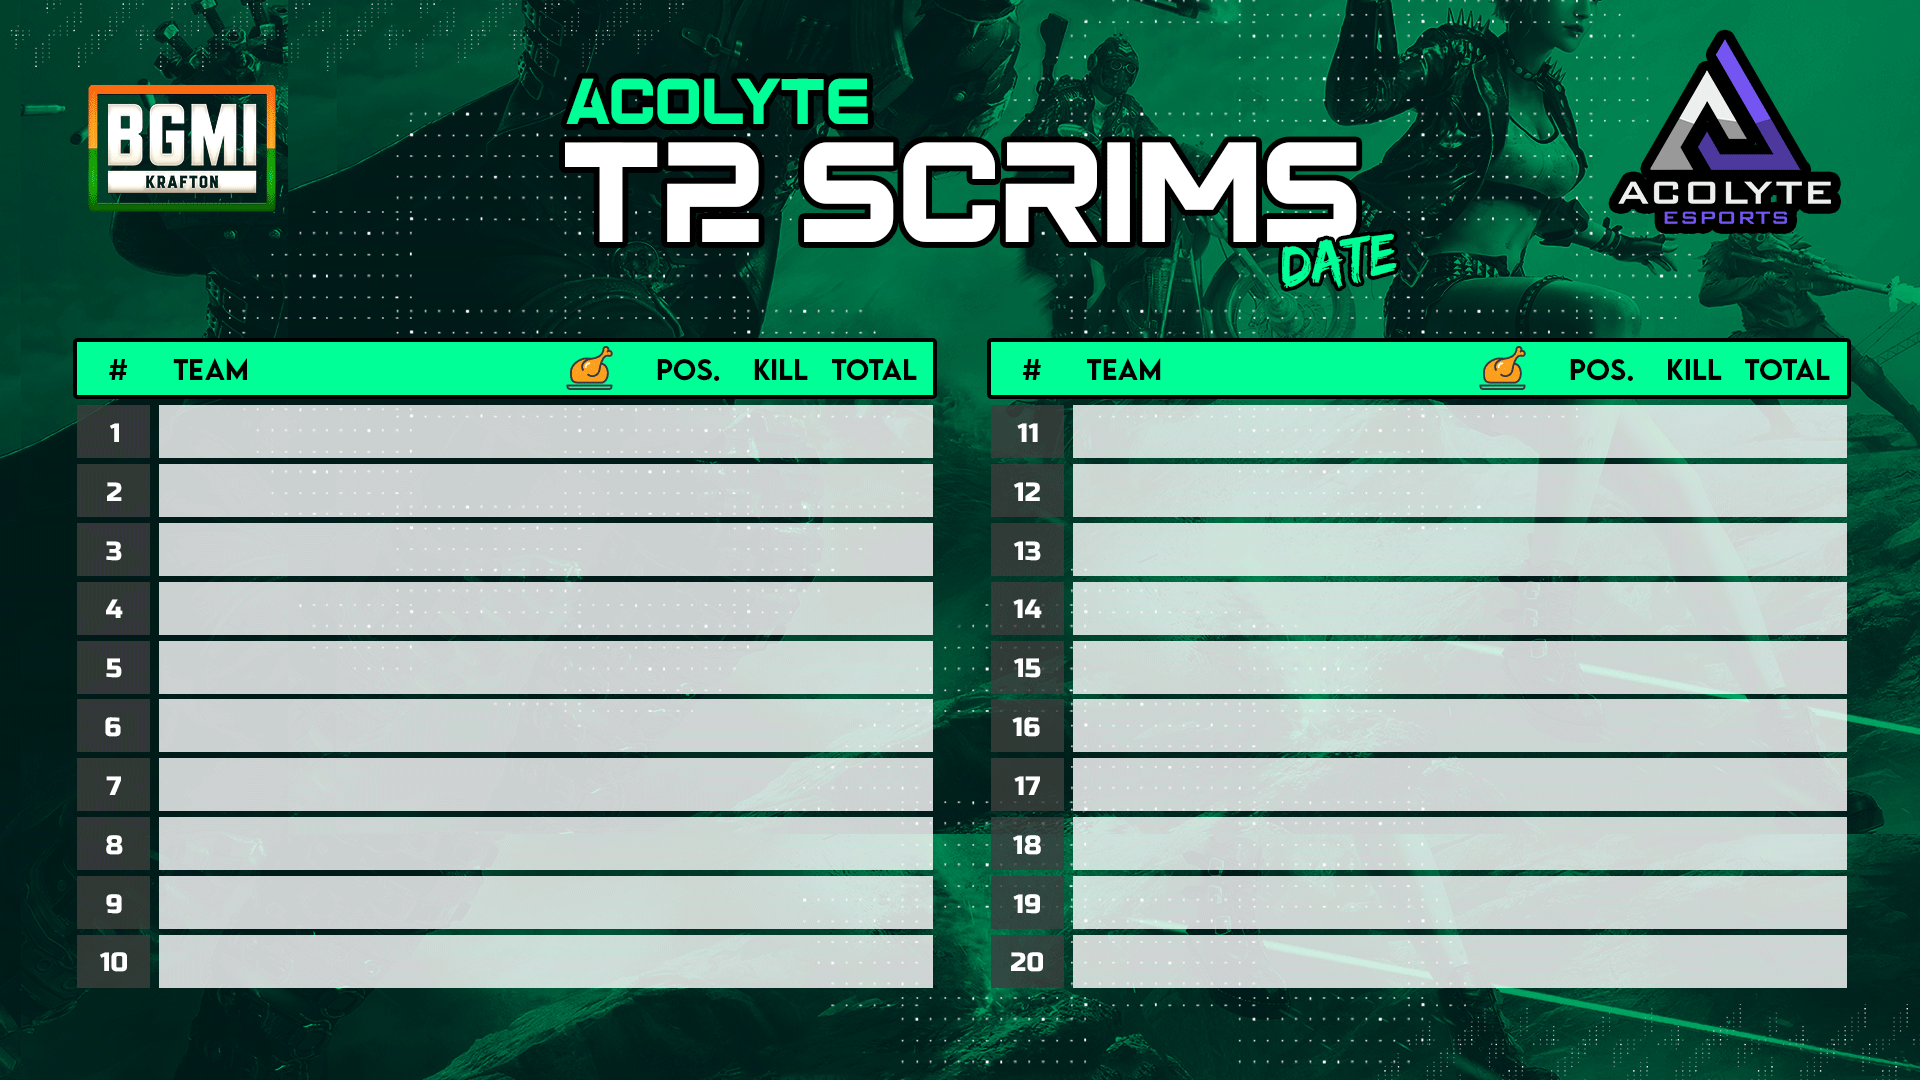 BGMI
KRAFTON
ACOLYTE
T2 SCRIMS
DATE
ACOLYTE
ESPORTS
# TEAM POS. KILL TOTAL
1
2
3
4
5
6
7
8
9
10
# TEAM POS. KILL TOTAL
11
12
13
14
15
16
17
18
19
20